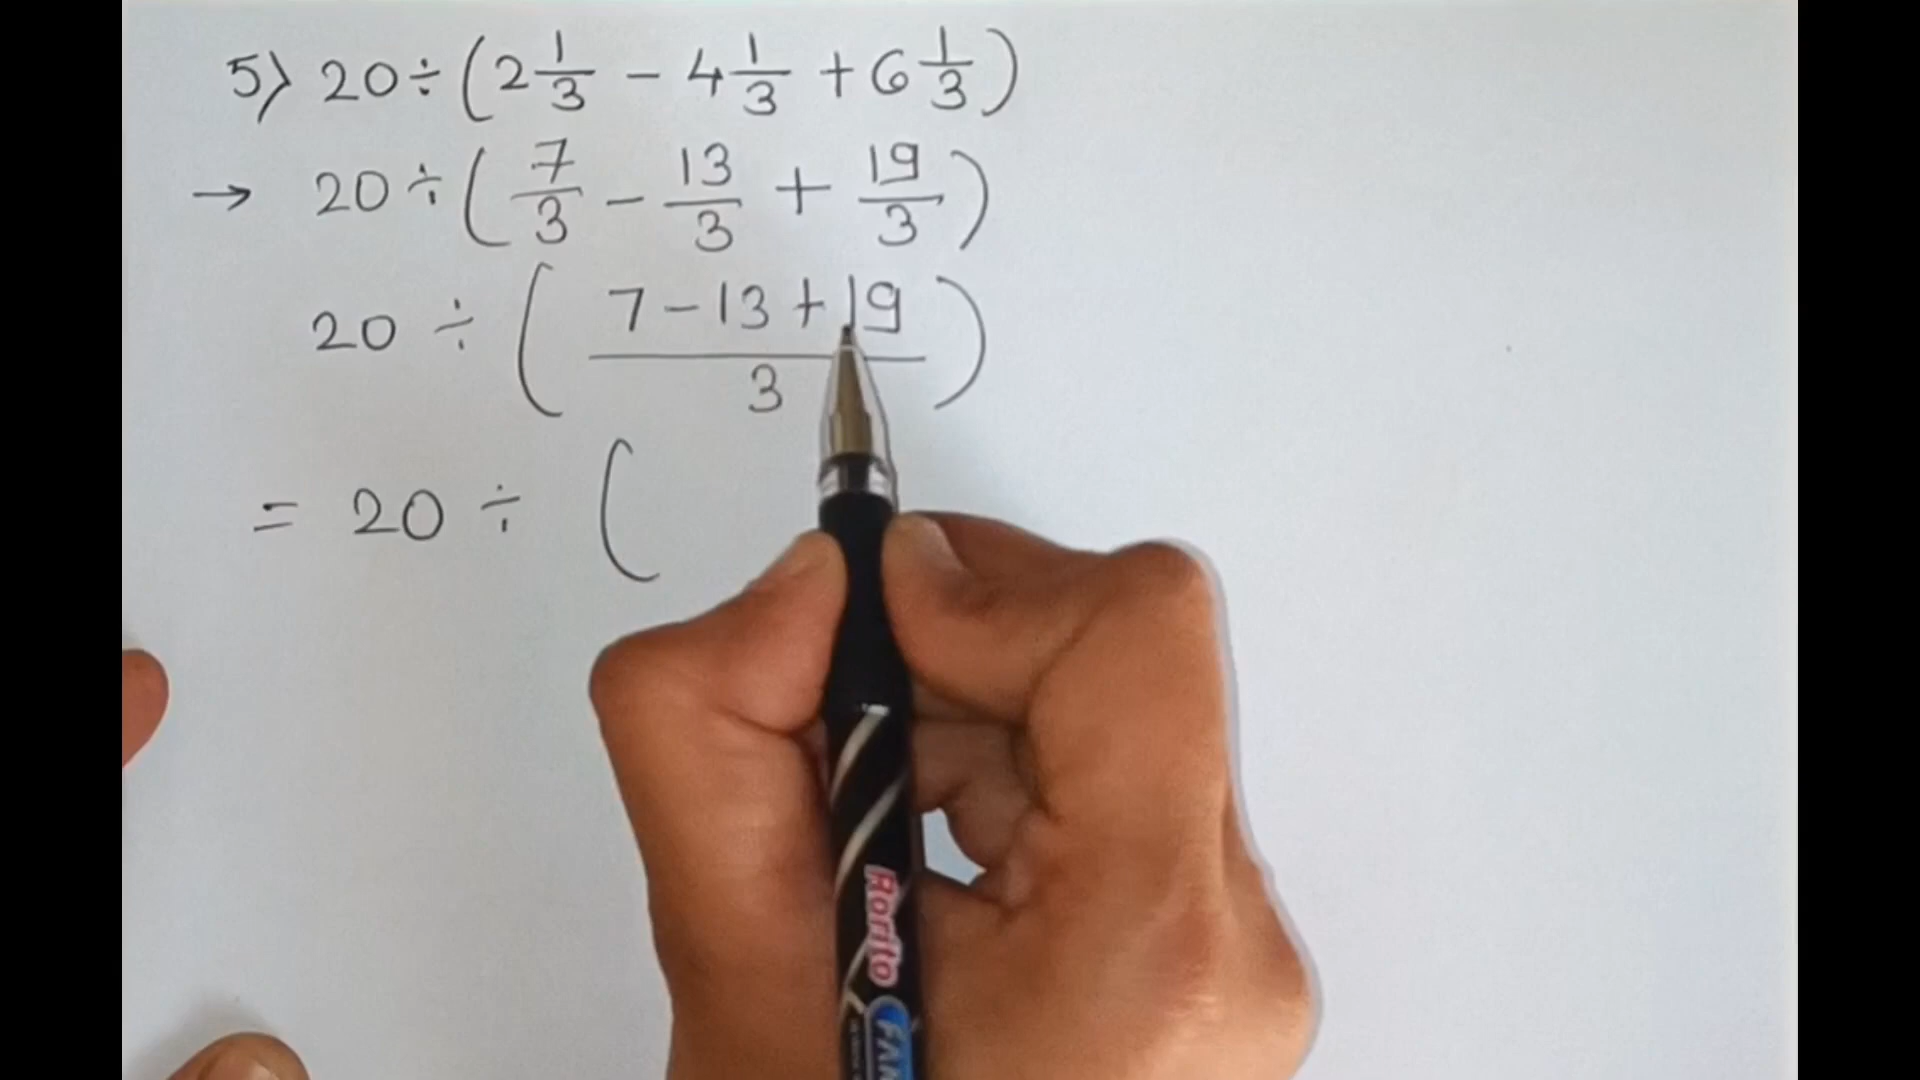 5) 20 ÷ (2 1/3 - 4 1/3 + 6 1/3)
→ 20 ÷ (7/3 - 13/3 + 19/3)
20 ÷ (7 - 13 + 19 / 3)
= 20 ÷ (
Rorito